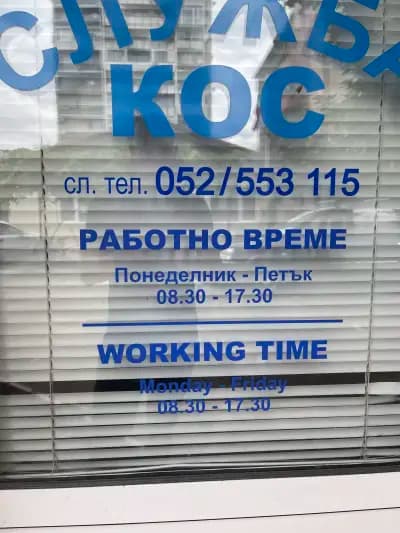 СЛУЖБА
КОС
сл. тел. 052/553 115
РАБОТНО ВРЕМЕ
Понеделник - Петък
08.30 - 17.30
WORKING TIME
Monday - Friday
08.30 - 17.30